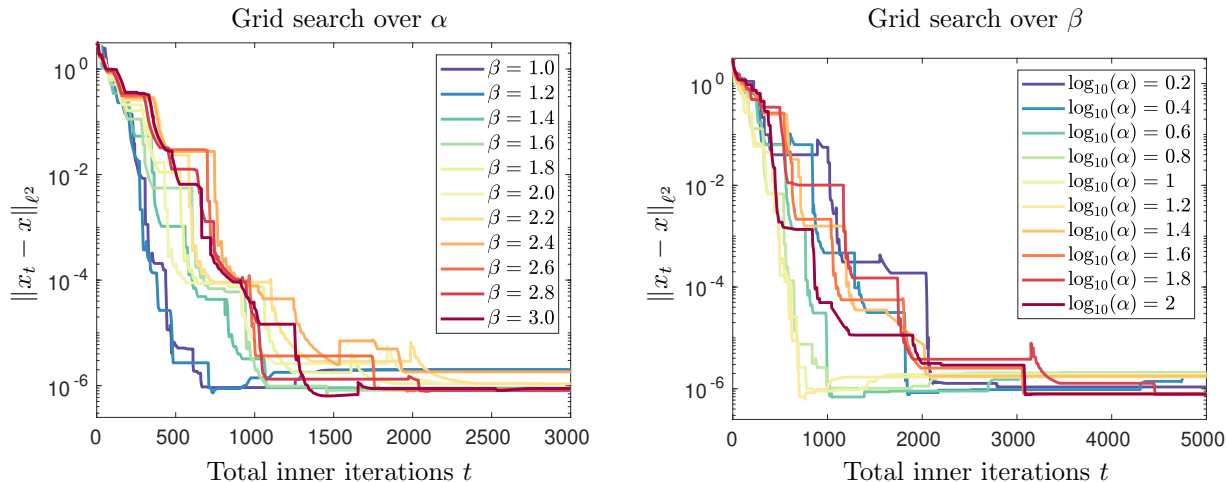 Grid search over α
10^0
10^-2
10^-4
10^-6
||x_t − x||_ℓ²
β = 1.0
β = 1.2
β = 1.4
β = 1.6
β = 1.8
β = 2.0
β = 2.2
β = 2.4
β = 2.6
β = 2.8
β = 3.0
0 500 1000 1500 2000 2500 3000
Total inner iterations t
Grid search over β
10^0
10^-2
10^-4
10^-6
||x_t − x||_ℓ²
log₁₀(α) = 0.2
log₁₀(α) = 0.4
log₁₀(α) = 0.6
log₁₀(α) = 0.8
log₁₀(α) = 1
log₁₀(α) = 1.2
log₁₀(α) = 1.4
log₁₀(α) = 1.6
log₁₀(α) = 1.8
log₁₀(α) = 2
0 1000 2000 3000 4000 5000
Total inner iterations t